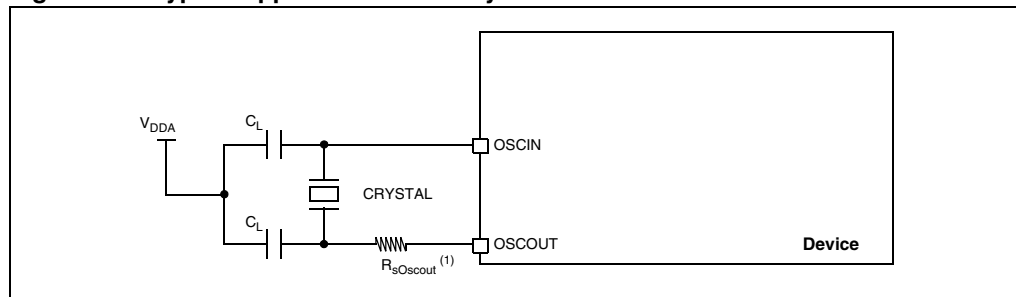 V_DDA
C_L
OSCIN
CRYSTAL
C_L
OSCOUT
R_sOscout (1)
Device